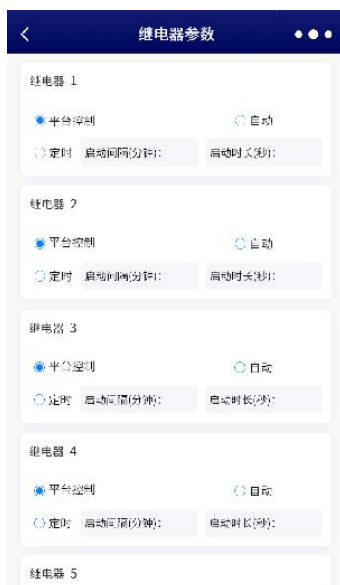 继电器参数
继电器 1
平台控制 自动
定时 启动间隔(分钟): 启动时长(秒):
继电器 2
平台控制 自动
定时 启动间隔(分钟): 启动时长(秒):
继电器 3
平台控制 自动
定时 启动间隔(分钟): 启动时长(秒):
继电器 4
平台控制 自动
定时 启动间隔(分钟): 启动时长(秒):
继电器 5